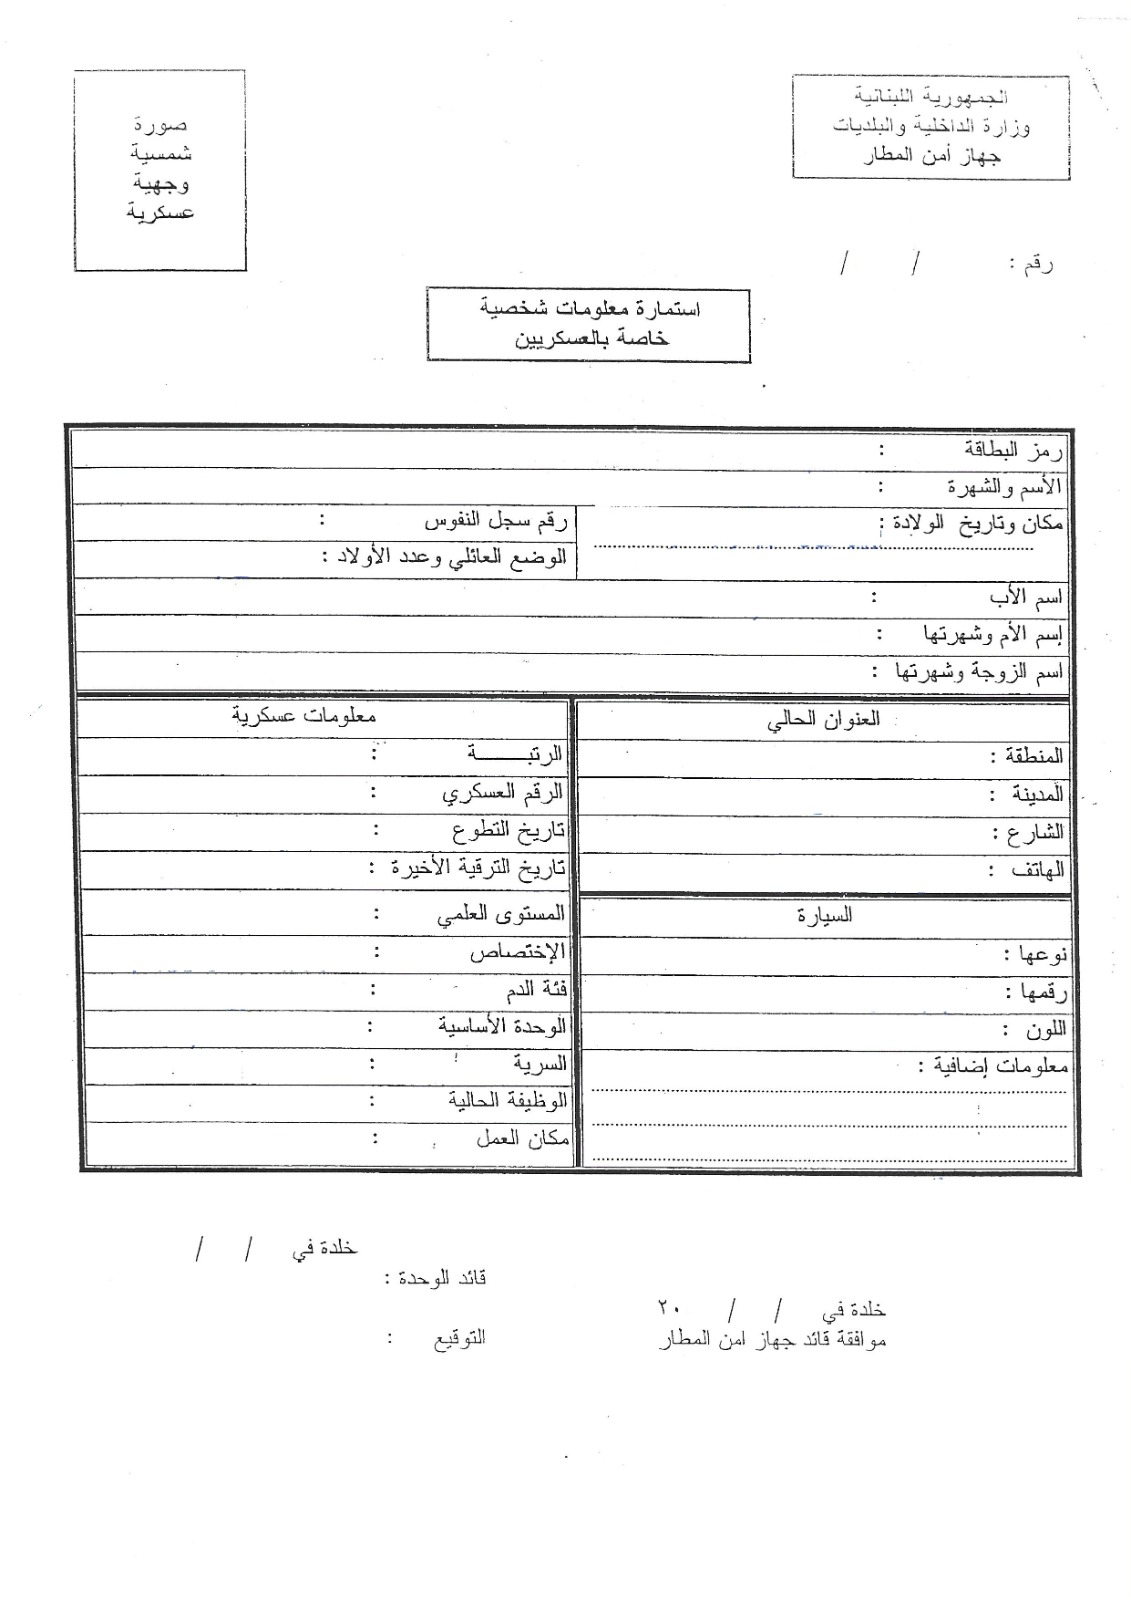 الجمهورية اللبنانية
وزارة الداخلية والبلديات
جهاز أمن المطار
صورة
شمسية
وجهية
عسكرية
رقم : / /
استمارة معلومات شخصية
خاصة بالعسكريين
رمز البطاقة :
الأسم والشهرة :
مكان وتاريخ الولادة :
رقم سجل النفوس :
الوضع العائلي وعدد الأولاد :
اسم الأب :
إسم الأم وشهرتها :
اسم الزوجة وشهرتها :
العنوان الحالي
المنطقة :
المدينة :
الشارع :
الهاتف :
السيارة
نوعها :
رقمها :
اللون :
معلومات إضافية :
معلومات عسكرية
الرتبـــــة :
الرقم العسكري :
تاريخ التطوع :
تاريخ الترقية الأخيرة :
المستوى العلمي :
الإختصاص :
فئة الدم :
الوحدة الأساسية :
السرية :
الوظيفة الحالية :
مكان العمل :
خلدة في / /
قائد الوحدة :
خلدة في / / ٢٠
موافقة قائد جهاز امن المطار
التوقيع :